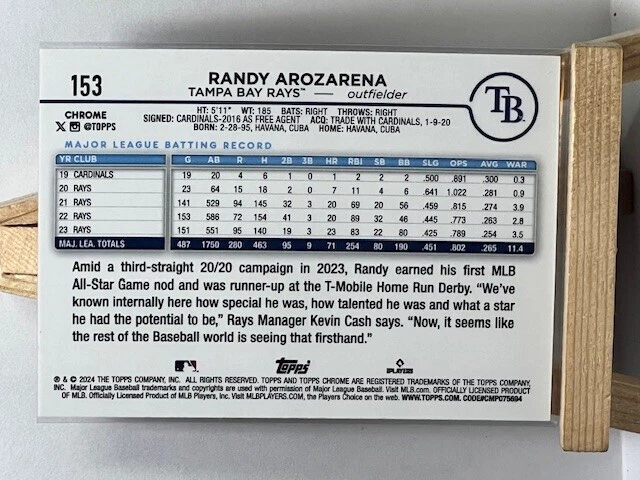 153
RANDY AROZARENA
TAMPA BAY RAYS™ — outfielder
TB
CHROME
X @TOPPS
HT: 5'11" WT: 185 BATS: RIGHT THROWS: RIGHT
SIGNED: CARDINALS-2016 AS FREE AGENT ACQ: TRADE WITH CARDINALS, 1-9-20
BORN: 2-28-95, HAVANA, CUBA HOME: HAVANA, CUBA
MAJOR LEAGUE BATTING RECORD
YR CLUB G AB R H 2B 3B HR RBI SB BB SLG OPS AVG WAR
19 CARDINALS 19 20 4 6 1 0 1 2 2 2 .500 .891 .300 0.3
20 RAYS 23 64 15 18 2 0 7 11 4 6 .641 1.022 .281 0.9
21 RAYS 141 529 94 145 32 3 20 69 20 56 .459 .815 .274 3.9
22 RAYS 153 586 72 154 41 3 20 89 32 46 .445 .773 .263 2.8
23 RAYS 151 551 95 140 19 3 23 83 22 80 .425 .789 .254 3.5
MAJ. LEA. TOTALS 487 1750 280 463 95 9 71 254 80 190 .451 .802 .265 11.4
Amid a third-straight 20/20 campaign in 2023, Randy earned his first MLB
All-Star Game nod and was runner-up at the T-Mobile Home Run Derby. “We've
known internally here how special he was, how talented he was and what a star
he had the potential to be,” Rays Manager Kevin Cash says. “Now, it seems like
the rest of the Baseball world is seeing that firsthand.”
Topps
PLAYERS
® & © 2024 THE TOPPS COMPANY, INC. ALL RIGHTS RESERVED. TOPPS AND TOPPS CHROME ARE REGISTERED TRADEMARKS OF THE TOPPS COMPANY,
INC. Major League Baseball trademarks and copyrights are used with permission of Major League Baseball. Visit MLB.com. OFFICIALLY LICENSED PRODUCT
OF MLB. Officially Licensed Product of MLB Players, Inc. Visit MLBPLAYERS.COM, the Players Choice on the web. WWW.TOPPS.COM. CODE#CMP075694